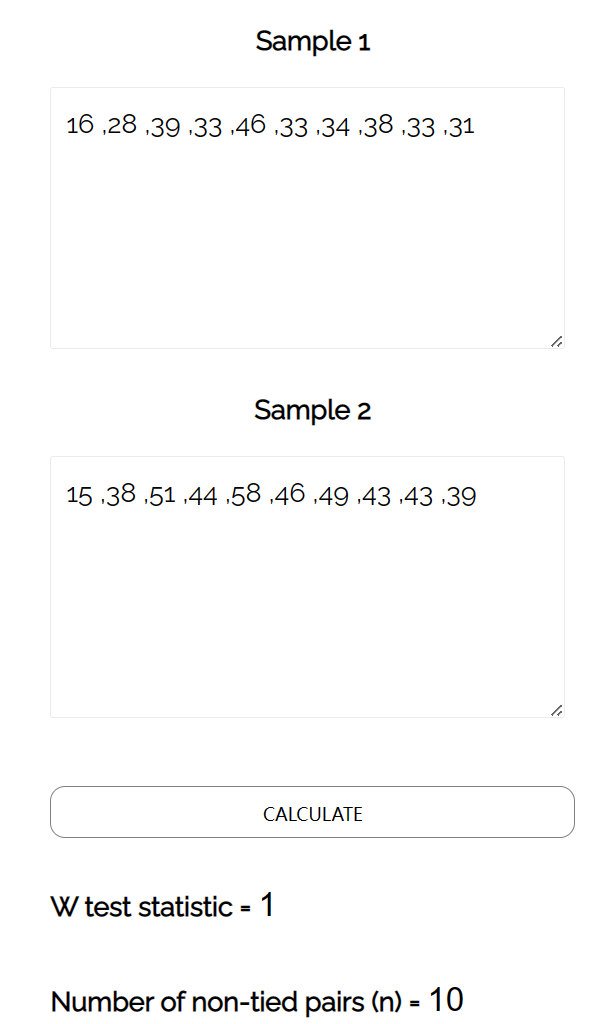 Sample 1
16 ,28 ,39 ,33 ,46 ,33 ,34 ,38 ,33 ,31
Sample 2
15 ,38 ,51 ,44 ,58 ,46 ,49 ,43 ,43 ,39
CALCULATE
W test statistic = 1
Number of non-tied pairs (n) = 10